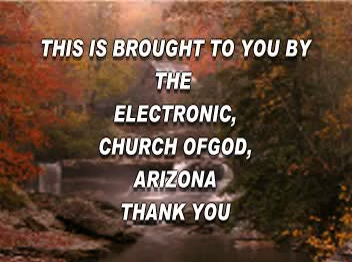 THIS IS BROUGHT TO YOU BY
THE
ELECTRONIC,
CHURCH OFGOD,
ARIZONA
THANK YOU